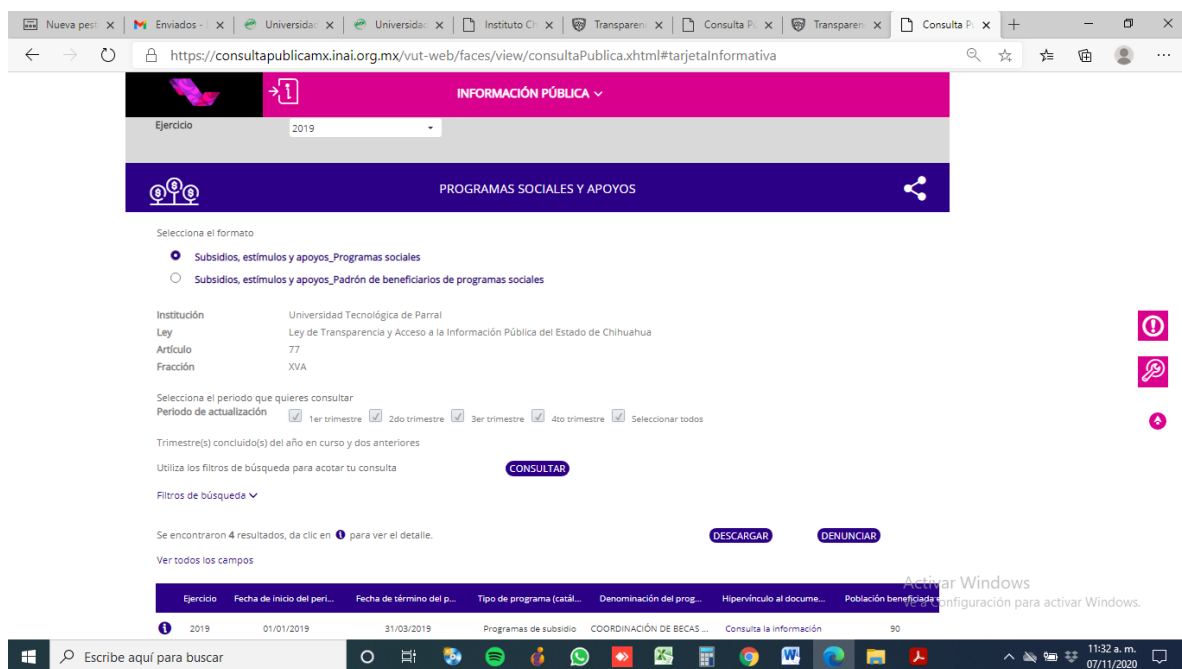 Nueva pest
Enviados -
Universidad
Universidad
Instituto Ch
Transparen
Consulta Pú
Transparen
Consulta Pú
https://consultapublicamx.inai.org.mx/vut-web/faces/view/consultaPublica.xhtml#tarjetaInformativa
INFORMACIÓN PÚBLICA
Ejercicio 2019
PROGRAMAS SOCIALES Y APOYOS
Selecciona el formato
Subsidios, estímulos y apoyos_Programas sociales
Subsidios, estímulos y apoyos_Padrón de beneficiarios de programas sociales
Institución Universidad Tecnológica de Parral
Ley Ley de Transparencia y Acceso a la Información Pública del Estado de Chihuahua
Artículo 77
Fracción XVA
Selecciona el periodo que quieres consultar
Periodo de actualización 1er trimestre 2do trimestre 3er trimestre 4to trimestre Seleccionar todos
Trimestre(s) concluido(s) del año en curso y dos anteriores
Utiliza los filtros de búsqueda para acotar tu consulta CONSULTAR
Filtros de búsqueda
Se encontraron 4 resultados, da clic en i para ver el detalle. DESCARGAR DENUNCIAR
Ver todos los campos
Activar Windows
Ve a Configuración para activar Windows.
Ejercicio Fecha de inicio del peri... Fecha de término del p... Tipo de programa (catál... Denominación del prog... Hipervínculo al docume... Población beneficiada
2019 01/01/2019 31/03/2019 Programas de subsidio COORDINACIÓN DE BECAS ... Consulta la información 90
Escribe aquí para buscar
11:32 a. m.
07/11/2020